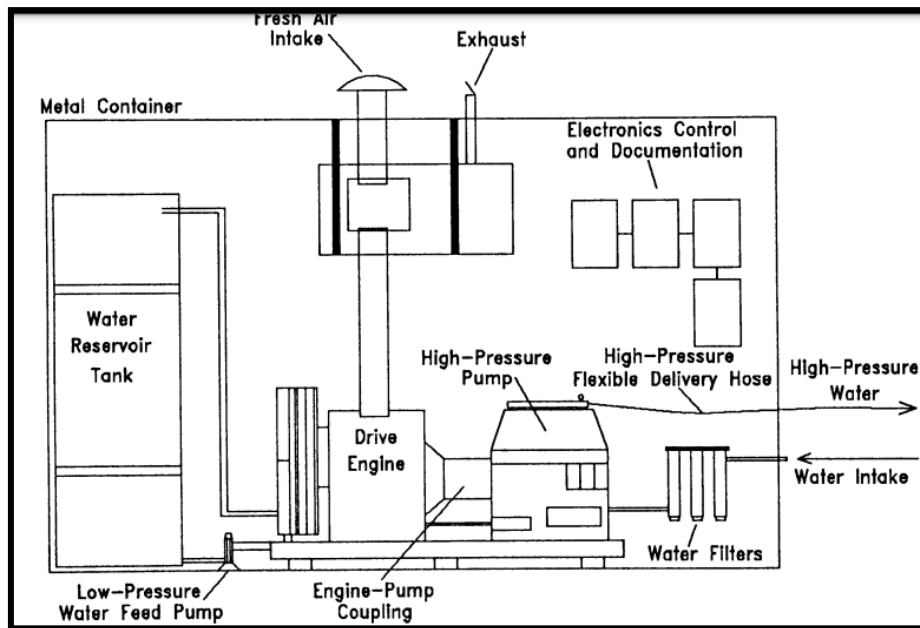 Fresh Air
Intake
Exhaust
Metal Container
Electronics Control
and Documentation
Water
Reservoir
Tank
High-Pressure
Pump
High-Pressure
Flexible Delivery Hose
High-Pressure
Water
Drive
Engine
Water Intake
Water Filters
Low-Pressure
Water Feed Pump
Engine-Pump
Coupling